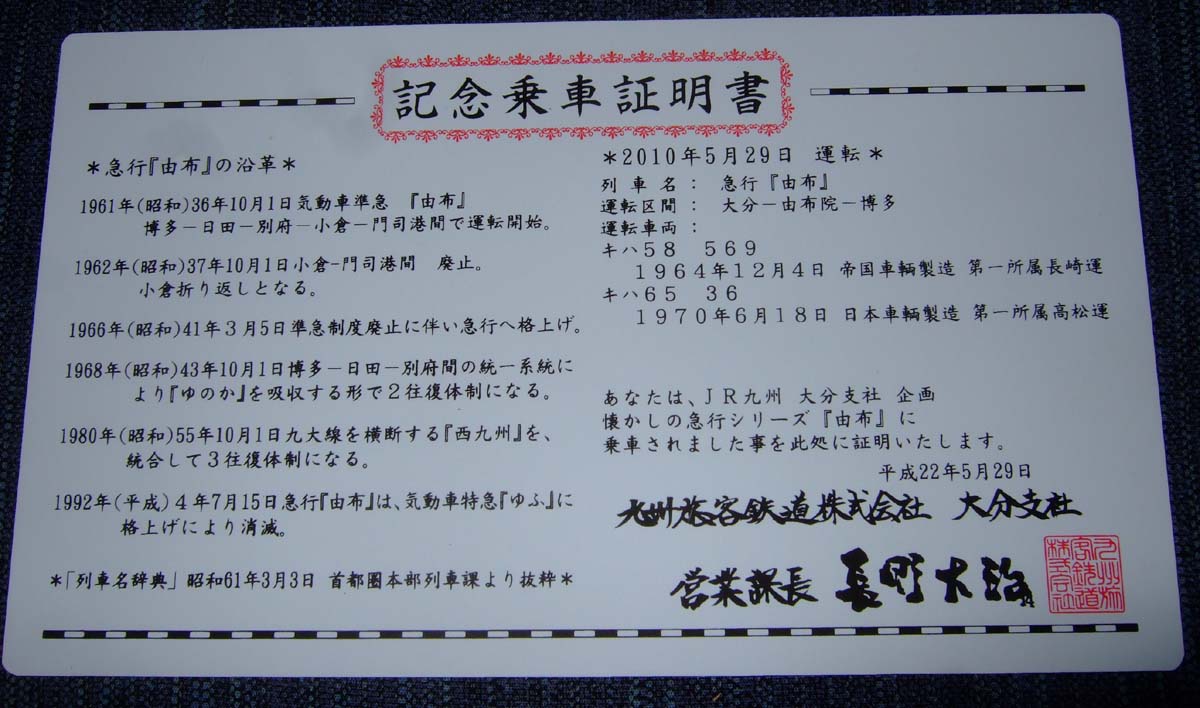 記念乗車証明書
＊急行『由布』の沿革＊
1961年(昭和)36年10月1日気動車準急　『由布』
博多－日田－別府－小倉－門司港間で運転開始。
1962年(昭和)37年10月1日小倉－門司港間　廃止。
小倉折り返しとなる。
1966年(昭和)41年3月5日準急制度廃止に伴い急行へ格上げ。
1968年(昭和)43年10月1日博多－日田－別府間の統一系統に
より『ゆのか』を吸収する形で２往復体制になる。
1980年(昭和)55年10月1日九大線を横断する『西九州』を、
統合して３往復体制になる。
1992年(平成)４年7月15日急行『由布』は、気動車特急『ゆふ』に
格上げにより消滅。
＊「列車名辞典」昭和61年3月3日　首都圏本部列車課より抜粋＊
＊2010年5月29日　運転＊
列車名：　急行『由布』
運転区間：　大分－由布院－博多
運転車両：
キハ５８　５６９
１９６４年１２月４日　帝国車輌製造　第一所属長崎運
キハ６５　３６
１９７０年６月１８日　日本車輌製造　第一所属高松運
あなたは、ＪＲ九州　大分支社　企画
懐かしの急行シリーズ『由布』に
乗車されました事を此処に証明いたします。
平成22年5月29日
九州旅客鉄道株式会社　大分支社
営業課長　長野大治
九州旅客鉄道株式会社